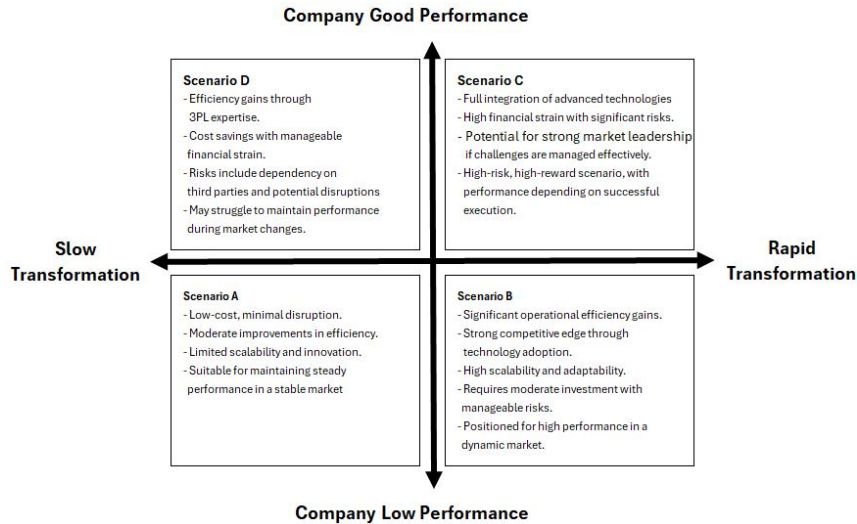 Company Good Performance
Scenario D
- Efficiency gains through
3PL expertise.
- Cost savings with manageable
financial strain.
- Risks include dependency on
third parties and potential disruptions
- May struggle to maintain performance
during market changes.
Scenario C
- Full integration of advanced technologies
- High financial strain with significant risks.
- Potential for strong market leadership
if challenges are managed effectively.
- High-risk, high-reward scenario, with
performance depending on successful
execution.
Slow
Transformation
Rapid
Transformation
Scenario A
- Low-cost, minimal disruption.
- Moderate improvements in efficiency.
- Limited scalability and innovation.
- Suitable for maintaining steady
performance in a stable market
Scenario B
- Significant operational efficiency gains.
- Strong competitive edge through
technology adoption.
- High scalability and adaptability.
- Requires moderate investment with
manageable risks.
- Positioned for high performance in a
dynamic market.
Company Low Performance